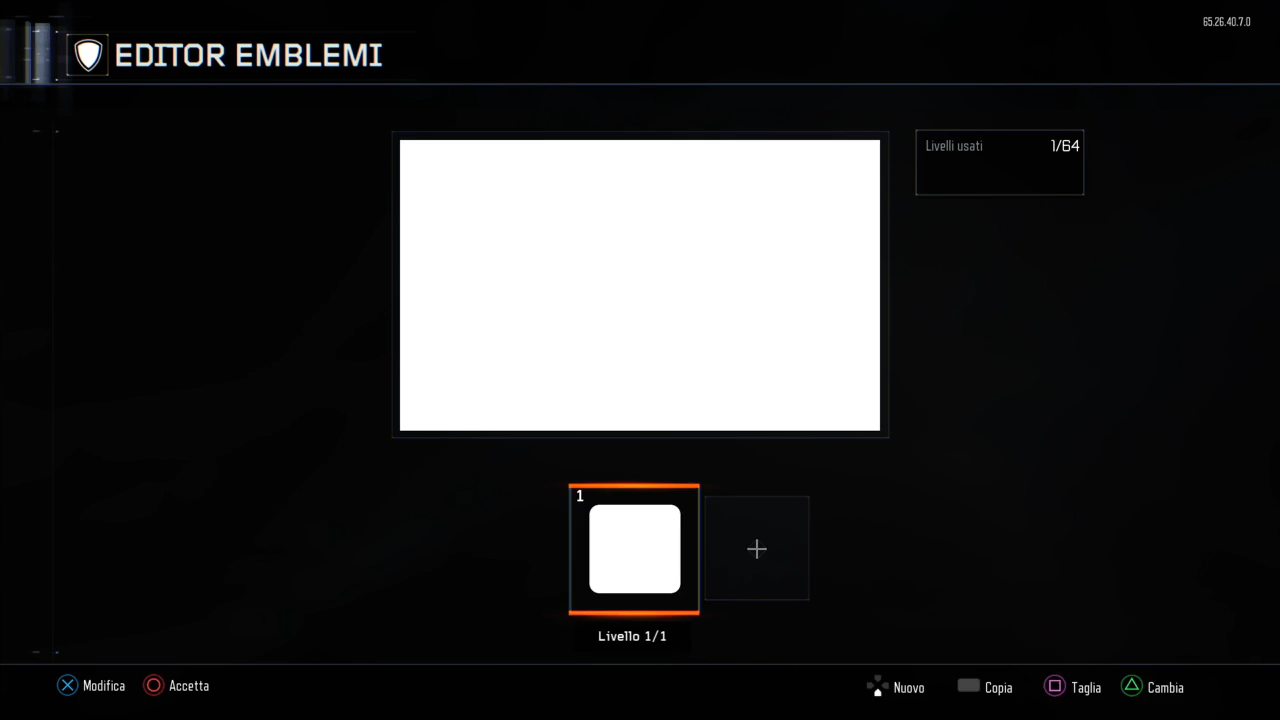 65.26.40.7.0
EDITOR EMBLEMI
Livelli usati 1/64
1
Livello 1/1
Modifica Accetta Nuovo Copia Taglia Cambia